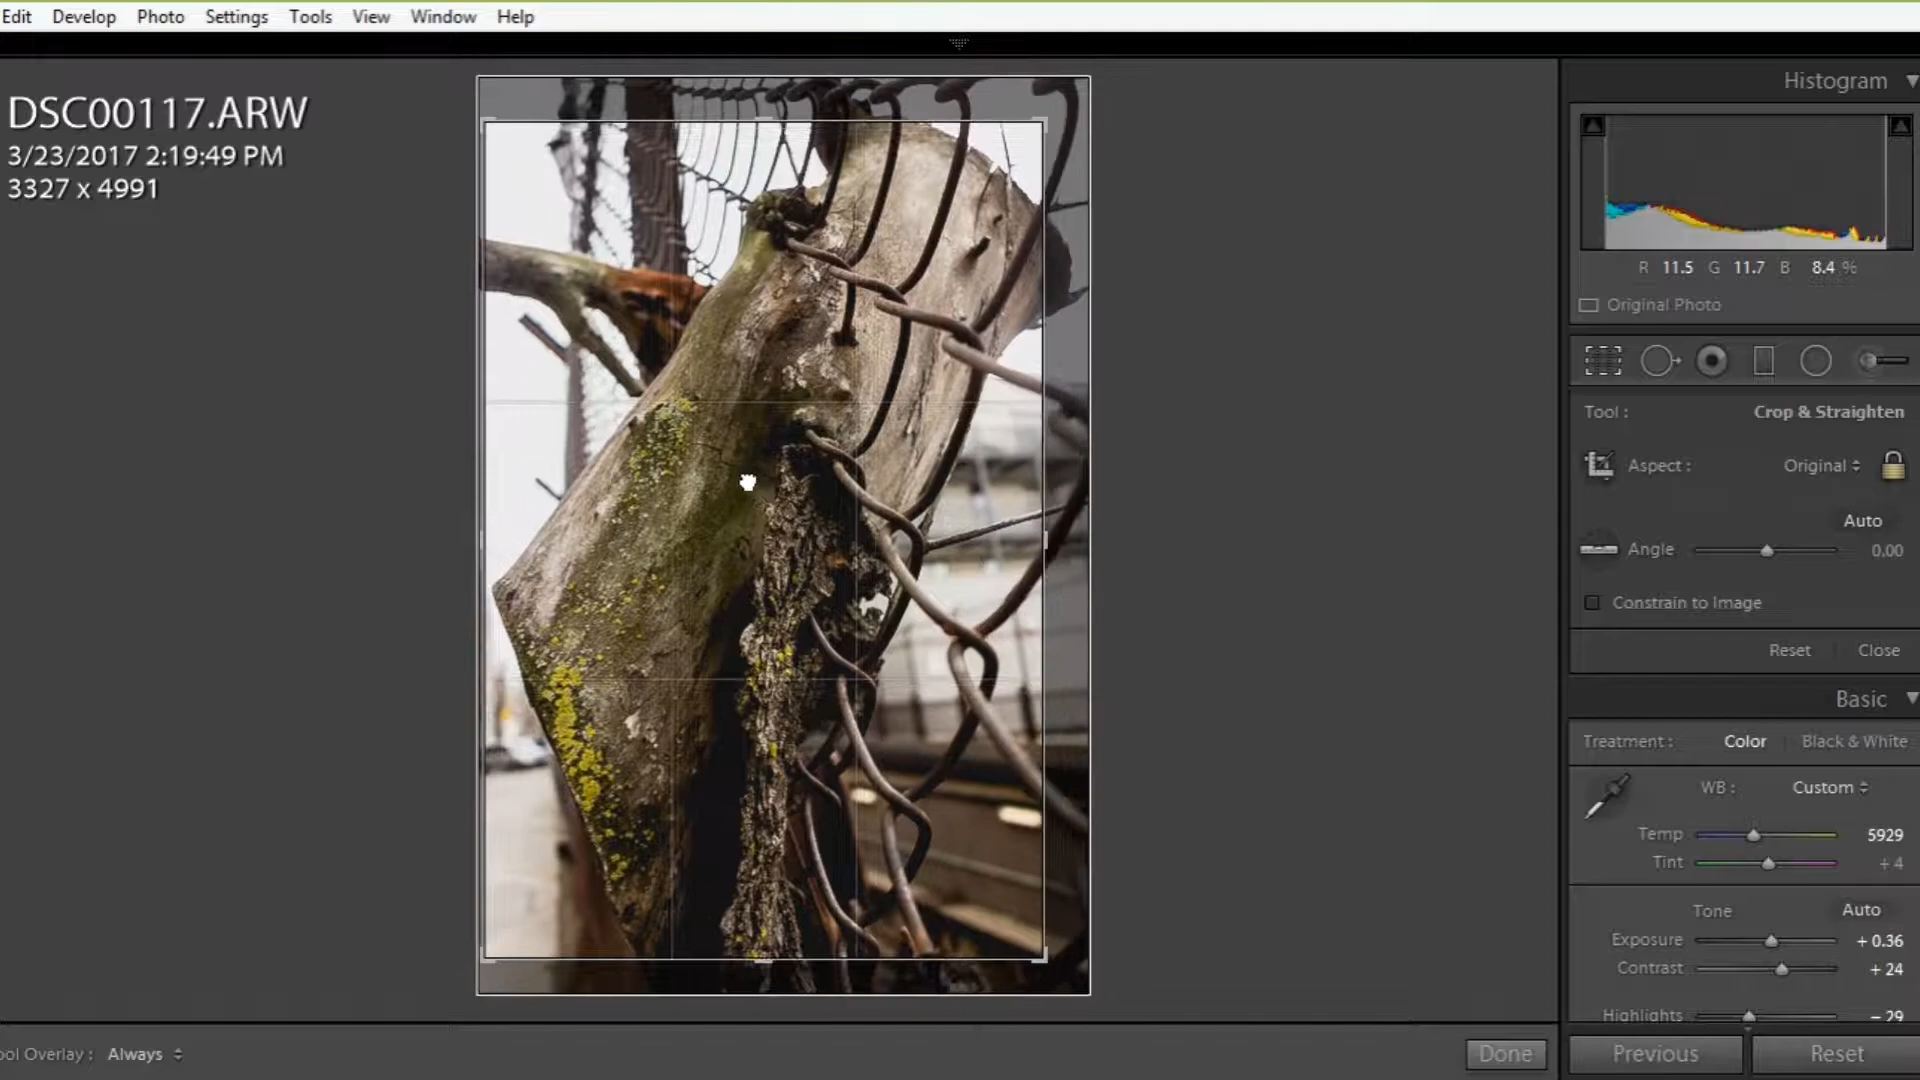 Edit Develop Photo Settings Tools View Window Help
DSC00117.ARW
3/23/2017 2:19:49 PM
3327 x 4991
Histogram
R 11.5 G 11.7 B 8.4 %
Original Photo
Tool : Crop & Straighten
Aspect : Original
Auto
Angle 0.00
Constrain to Image
Reset Close
Basic
Treatment : Color Black & White
WB : Custom
Temp 5929
Tint + 4
Tone Auto
Exposure + 0.36
Contrast + 24
Highlights − 29
ool Overlay : Always Done Previous Reset